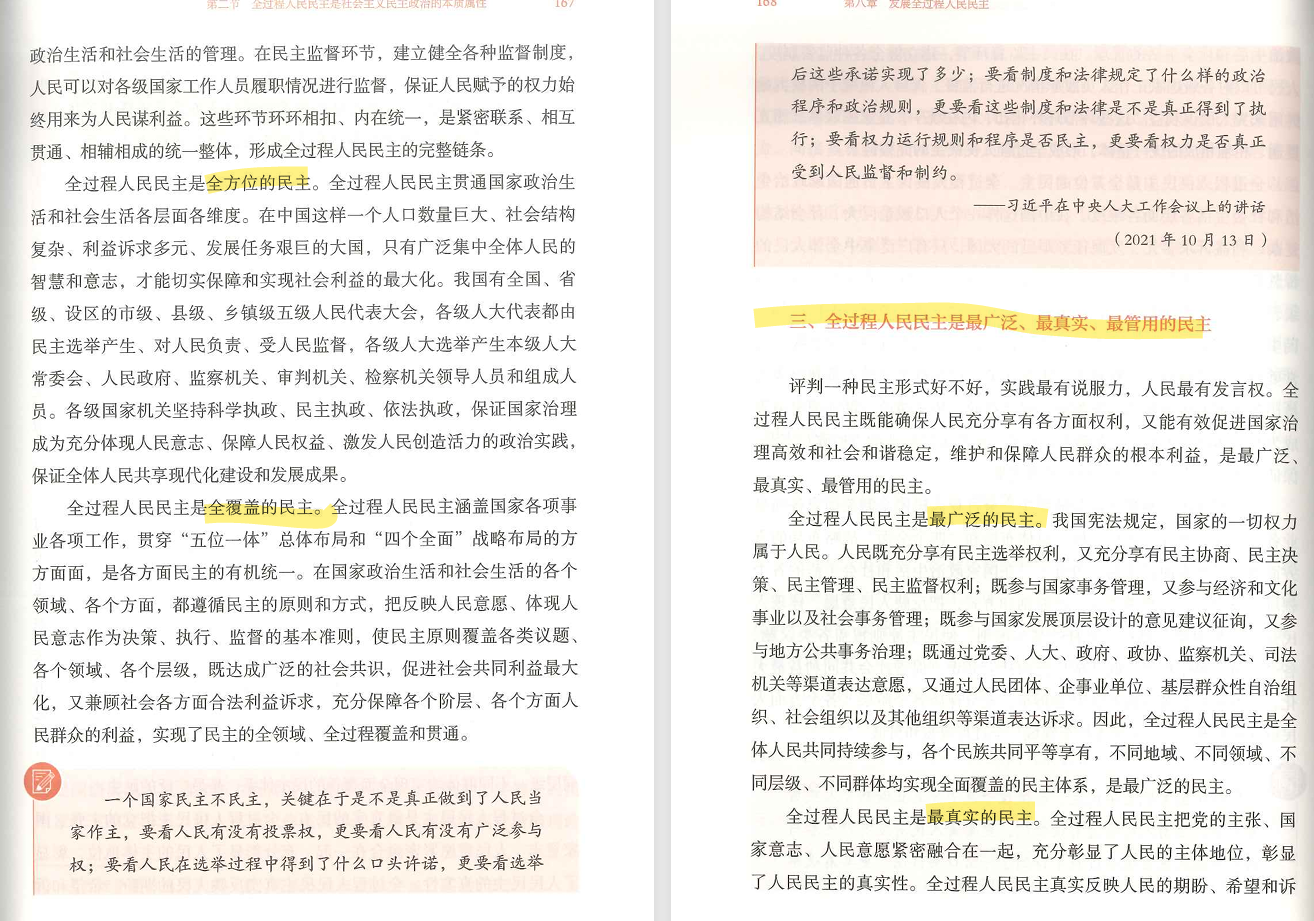 第二节 全过程人民民主是社会主义民主政治的本质属性 167
政治生活和社会生活的管理。在民主监督环节，建立健全各种监督制度，
人民可以对各级国家工作人员履职情况进行监督，保证人民赋予的权力始
终用来为人民谋利益。这些环节环环相扣、内在统一，是紧密联系、相互
贯通、相辅相成的统一整体，形成全过程人民民主的完整链条。
全过程人民民主是全方位的民主。全过程人民民主贯通国家政治生
活和社会生活各层面各维度。在中国这样一个人口数量巨大、社会结构
复杂、利益诉求多元、发展任务艰巨的大国，只有广泛集中全体人民的
智慧和意志，才能切实保障和实现社会利益的最大化。我国有全国、省
级、设区的市级、县级、乡镇级五级人民代表大会，各级人大代表都由
民主选举产生、对人民负责、受人民监督，各级人大选举产生本级人大
常委会、人民政府、监察机关、审判机关、检察机关领导人员和组成人
员。各级国家机关坚持科学执政、民主执政、依法执政，保证国家治理
成为充分体现人民意志、保障人民权益、激发人民创造活力的政治实践，
保证全体人民共享现代化建设和发展成果。
全过程人民民主是全覆盖的民主。全过程人民民主涵盖国家各项事
业各项工作，贯穿“五位一体”总体布局和“四个全面”战略布局的方
方面面，是各方面民主的有机统一。在国家政治生活和社会生活的各个
领域、各个方面，都遵循民主的原则和方式，把反映人民意愿、体现人
民意志作为决策、执行、监督的基本准则，使民主原则覆盖各类议题、
各个领域、各个层级，既达成广泛的社会共识，促进社会共同利益最大
化，又兼顾社会各方面合法利益诉求，充分保障各个阶层、各个方面人
民群众的利益，实现了民主的全领域、全过程覆盖和贯通。
一个国家民主不民主，关键在于是不是真正做到了人民当
家作主，要看人民有没有投票权，更要看人民有没有广泛参与
权；要看人民在选举过程中得到了什么口头许诺，更要看选举
168 第八章 发展全过程人民民主
后这些承诺实现了多少；要看制度和法律规定了什么样的政治
程序和政治规则，更要看这些制度和法律是不是真正得到了执
行；要看权力运行规则和程序是否民主，更要看权力是否真正
受到人民监督和制约。
——习近平在中央人大工作会议上的讲话
（2021年10月13日）
三、全过程人民民主是最广泛、最真实、最管用的民主
评判一种民主形式好不好，实践最有说服力，人民最有发言权。全
过程人民民主既能确保人民充分享有各方面权利，又能有效促进国家治
理高效和社会和谐稳定，维护和保障人民群众的根本利益，是最广泛、
最真实、最管用的民主。
全过程人民民主是最广泛的民主。我国宪法规定，国家的一切权力
属于人民。人民既充分享有民主选举权利，又充分享有民主协商、民主决
策、民主管理、民主监督权利；既参与国家事务管理，又参与经济和文化
事业以及社会事务管理；既参与国家发展顶层设计的意见建议征询，又参
与地方公共事务治理；既通过党委、人大、政府、政协、监察机关、司法
机关等渠道表达意愿，又通过人民团体、企事业单位、基层群众性自治组
织、社会组织以及其他组织等渠道表达诉求。因此，全过程人民民主是全
体人民共同持续参与，各个民族共同平等享有，不同地域、不同领域、不
同层级、不同群体均实现全面覆盖的民主体系，是最广泛的民主。
全过程人民民主是最真实的民主。全过程人民民主把党的主张、国
家意志、人民意愿紧密融合在一起，充分彰显了人民的主体地位，彰显
了人民民主的真实性。全过程人民民主真实反映人民的期盼、希望和诉